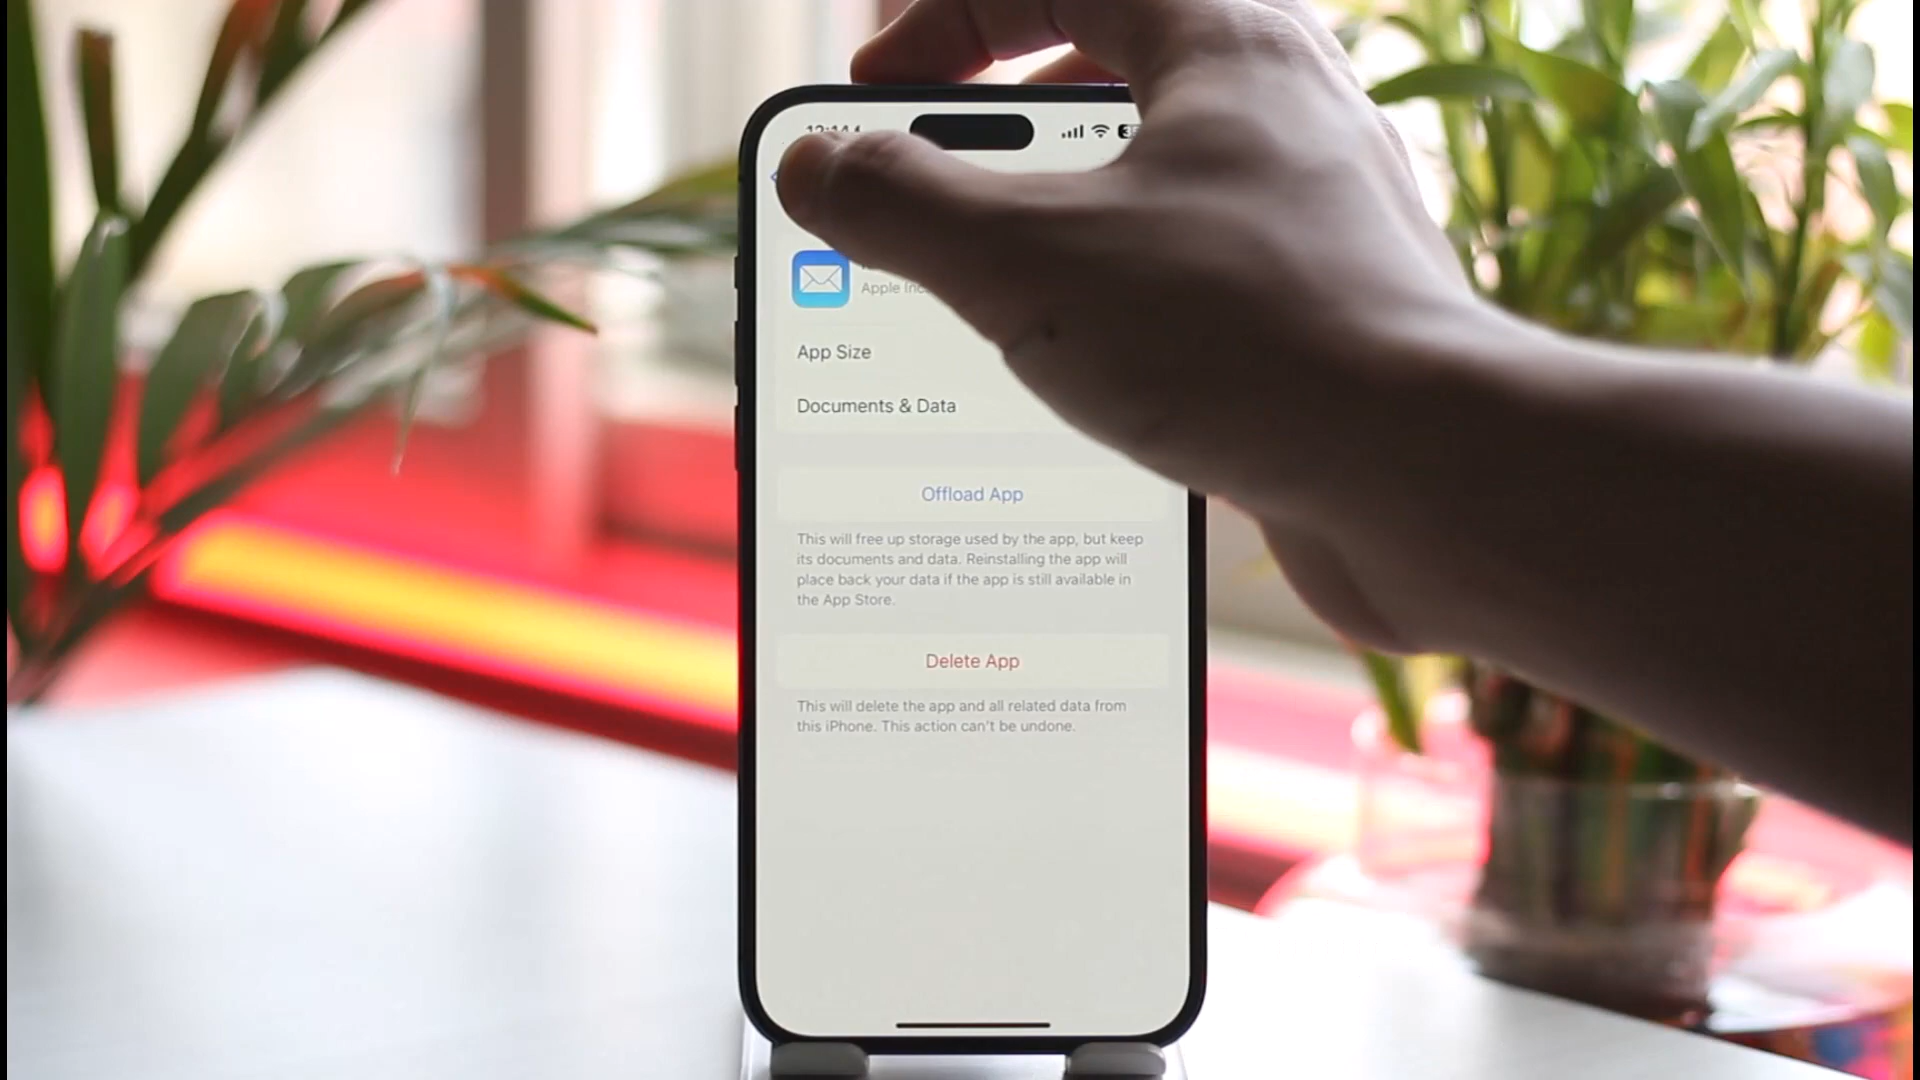 12:14
Apple Inc.
App Size
Documents & Data
Offload App
This will free up storage used by the app, but keep
its documents and data. Reinstalling the app will
place back your data if the app is still available in
the App Store.
Delete App
This will delete the app and all related data from
this iPhone. This action can't be undone.